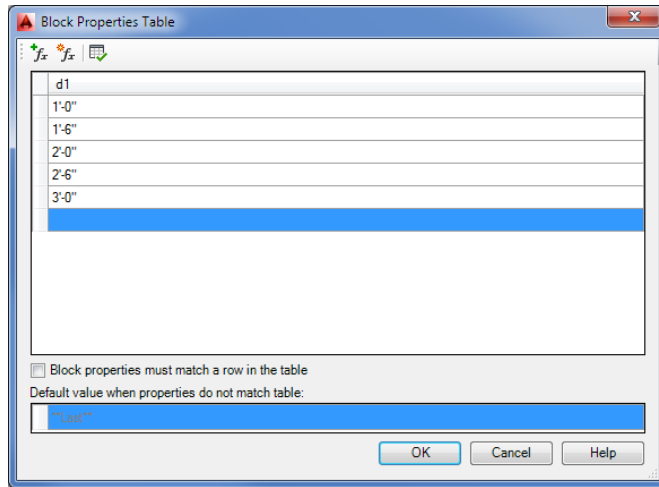 Block Properties Table
d1
1'-0"
1'-6"
2'-0"
2'-6"
3'-0"
Block properties must match a row in the table
Default value when properties do not match table:
**Last**
OK Cancel Help